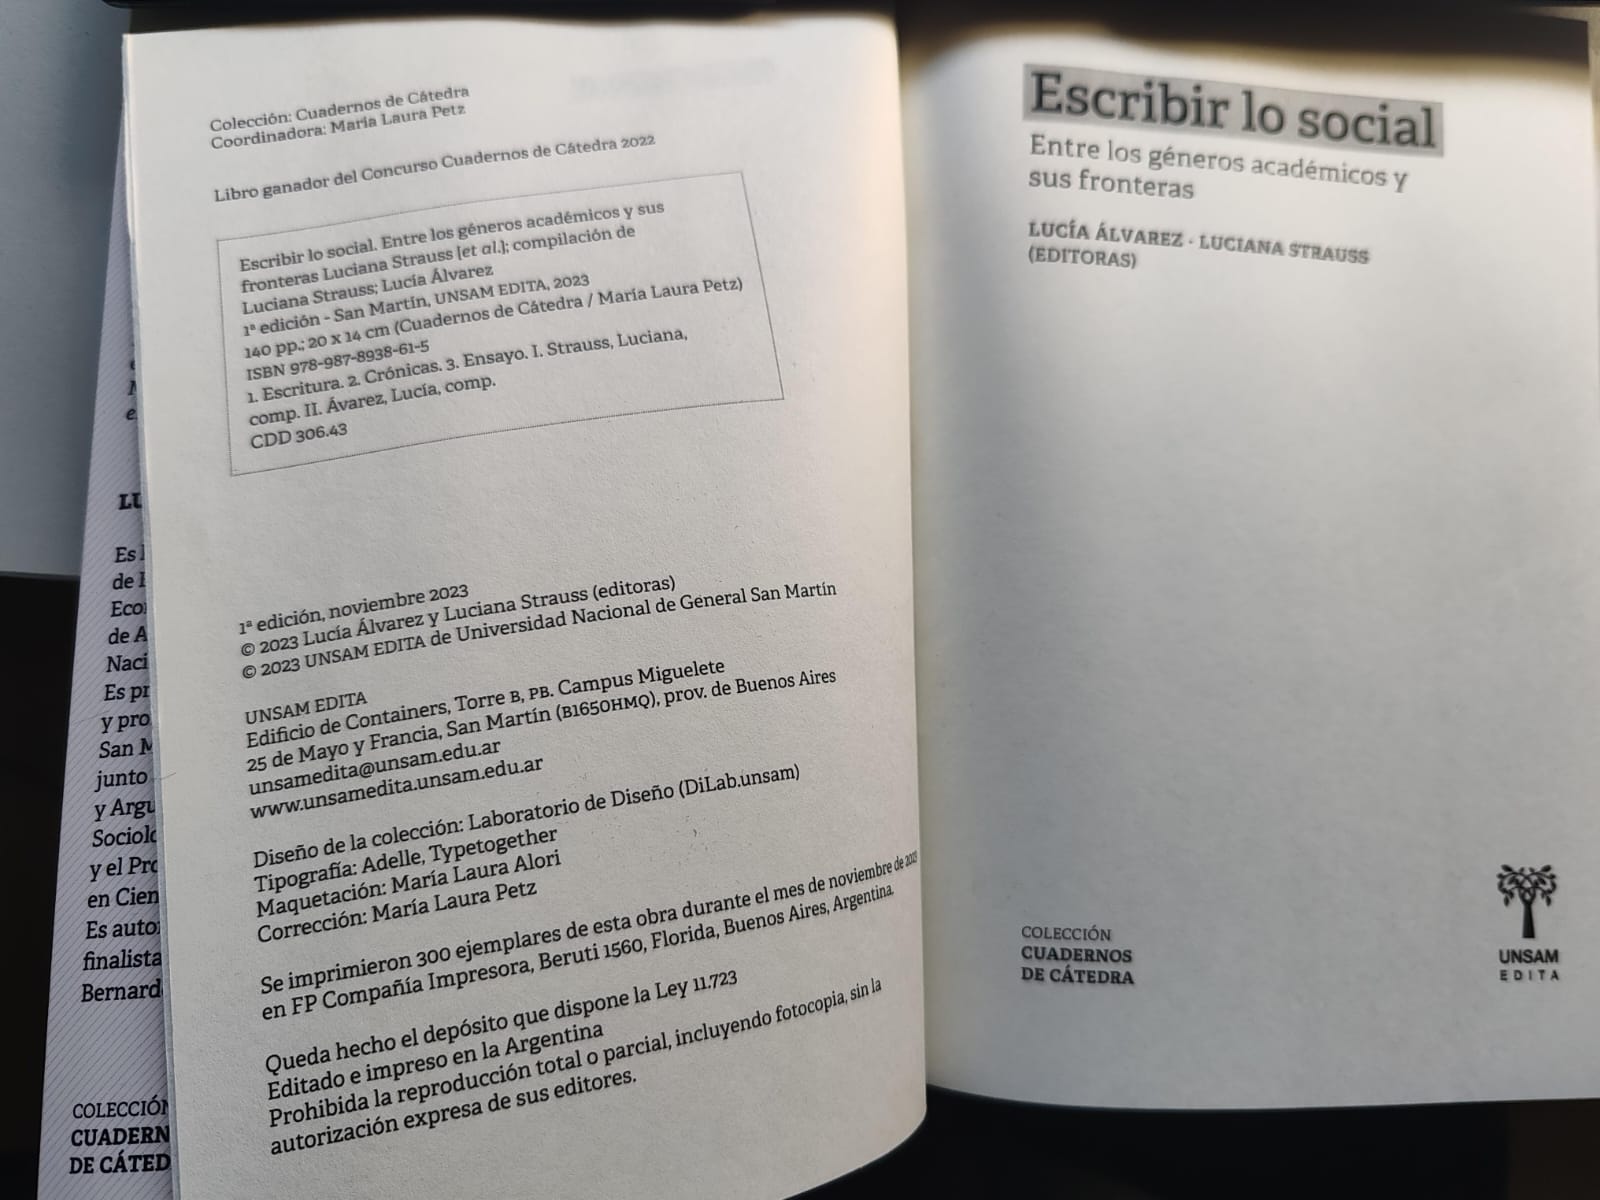 Colección: Cuadernos de Cátedra
Coordinadora: María Laura Petz
Libro ganador del Concurso Cuadernos de Cátedra 2022
Escribir lo social. Entre los géneros académicos y sus
fronteras Luciana Strauss [et al.]; compilación de
Luciana Strauss; Lucía Álvarez
1ª edición - San Martín, UNSAM EDITA, 2023
140 pp.; 20 x 14 cm (Cuadernos de Cátedra / María Laura Petz)
ISBN 978-987-8938-61-5
1. Escritura. 2. Crónicas. 3. Ensayo. I. Strauss, Luciana,
comp. II. Ávarez, Lucía, comp.
CDD 306.43
1ª edición, noviembre 2023
© 2023 Lucía Álvarez y Luciana Strauss (editoras)
© 2023 UNSAM EDITA de Universidad Nacional de General San Martín
UNSAM EDITA
Edificio de Containers, Torre B, PB. Campus Miguelete
25 de Mayo y Francia, San Martín (B1650HMQ), prov. de Buenos Aires
unsamedita@unsam.edu.ar
www.unsamedita.unsam.edu.ar
Diseño de la colección: Laboratorio de Diseño (DiLab.unsam)
Tipografía: Adelle, Typetogether
Maquetación: María Laura Alori
Corrección: María Laura Petz
Se imprimieron 300 ejemplares de esta obra durante el mes de noviembre de 2023
en FP Compañía Impresora, Beruti 1560, Florida, Buenos Aires, Argentina.
Queda hecho el depósito que dispone la Ley 11.723
Editado e impreso en la Argentina
Prohibida la reproducción total o parcial, incluyendo fotocopia, sin la
autorización expresa de sus editores.
LU
Es
de
Eco
de A
Naci
Es pr
y pro
San M
junto
y Argu
Sociolo
y el Pro
en Cien
Es auto
finalista
Bernard
COLECCIÓN
CUADERN
DE CÁTED
Escribir lo social
Entre los géneros académicos y
sus fronteras
LUCÍA ÁLVAREZ · LUCIANA STRAUSS
(EDITORAS)
COLECCIÓN
CUADERNOS
DE CÁTEDRA
UNSAM
EDITA